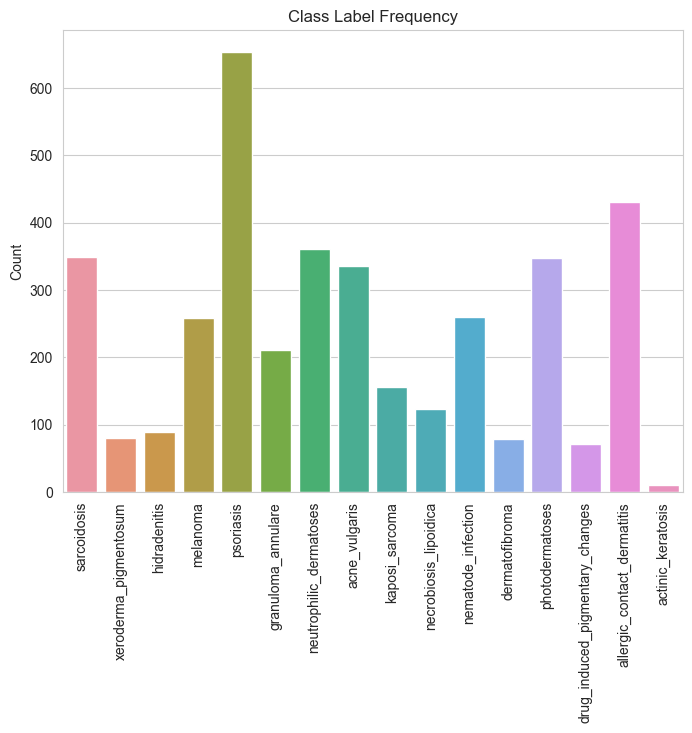 Class Label Frequency
Count
600
500
400
300
200
100
0
sarcoidosis
xeroderma_pigmentosum
hidradenitis
melanoma
psoriasis
granuloma_annulare
neutrophilic_dermatoses
acne_vulgaris
kaposi_sarcoma
necrobiosis_lipoidica
nematode_infection
dermatofibroma
photodermatoses
drug_induced_pigmentary_changes
allergic_contact_dermatitis
actinic_keratosis